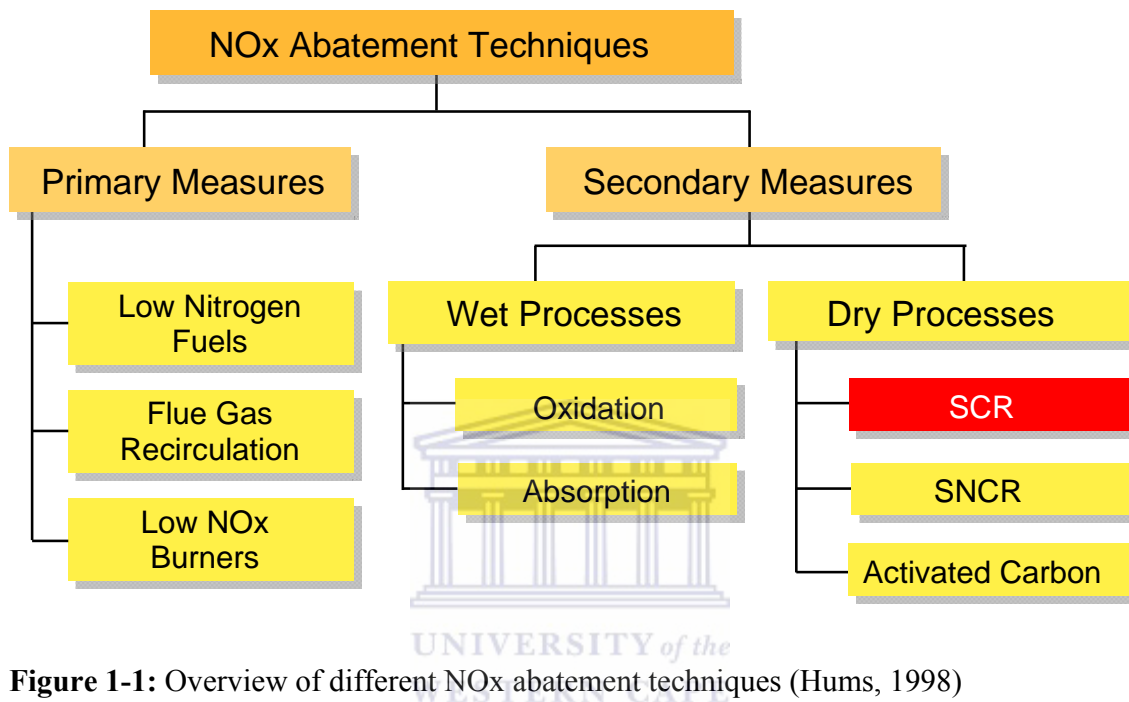 NOx Abatement Techniques
Primary Measures
Secondary Measures
Low Nitrogen
Fuels
Flue Gas
Recirculation
Low NOx
Burners
Wet Processes
Oxidation
Absorption
Dry Processes
SCR
SNCR
Activated Carbon
UNIVERSITY of the
WESTERN CAPE
Figure 1-1: Overview of different NOx abatement techniques (Hums, 1998)